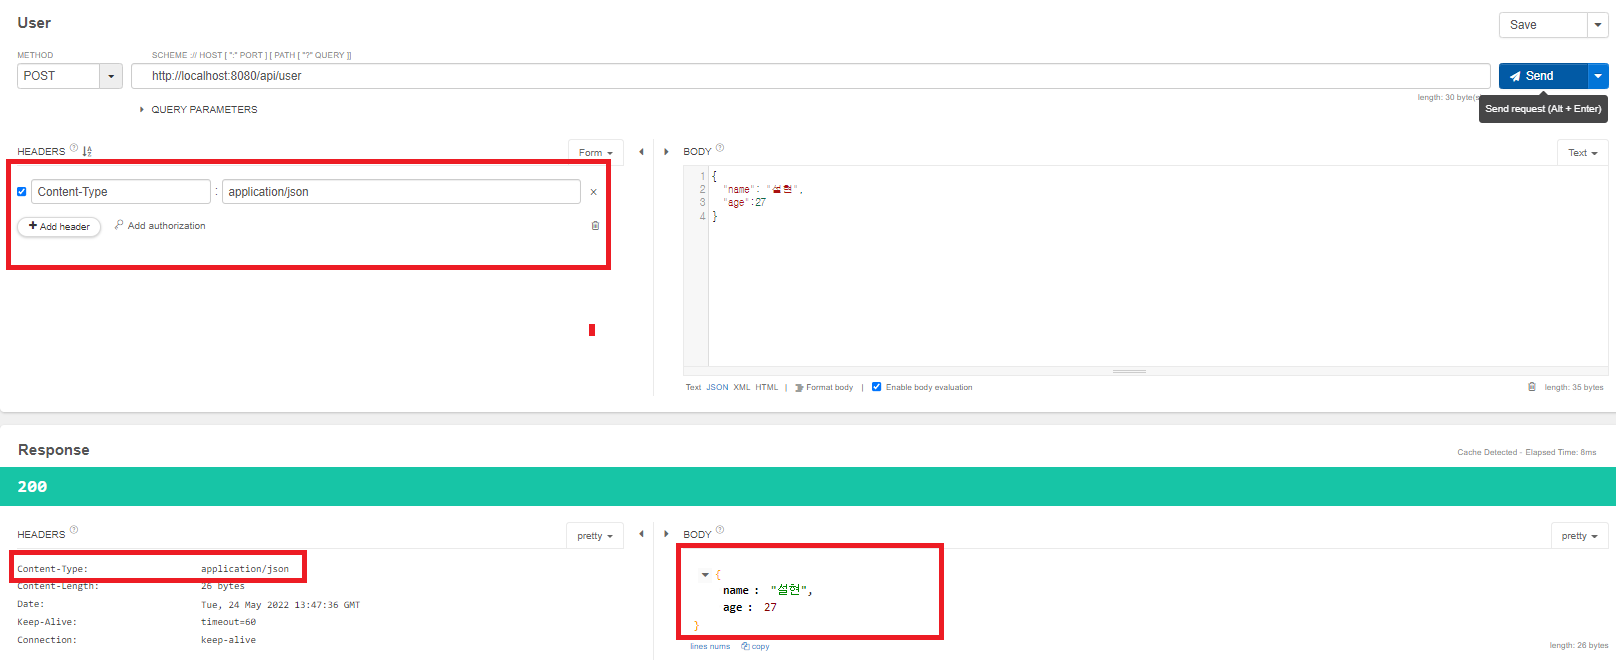 User
Save
METHOD
SCHEME :// HOST [ ":" PORT ] [ PATH [ "?" QUERY ]]
POST
http://localhost:8080/api/user
Send
length: 30 byte(s
Send request (Alt + Enter)
QUERY PARAMETERS
HEADERS
Form
BODY
Text
Content-Type : application/json ×
+ Add header
Add authorization
1 {
2 "name": "설현",
3 "age":27
4 }
Text JSON XML HTML | Format body | Enable body evaluation
length: 35 bytes
Response
Cache Detected - Elapsed Time: 8ms
200
HEADERS
pretty
BODY
pretty
Content-Type: application/json
Content-Length: 26 bytes
Date: Tue, 24 May 2022 13:47:36 GMT
Keep-Alive: timeout=60
Connection: keep-alive
{
name : "설현",
age : 27
}
lines nums copy
length: 26 bytes